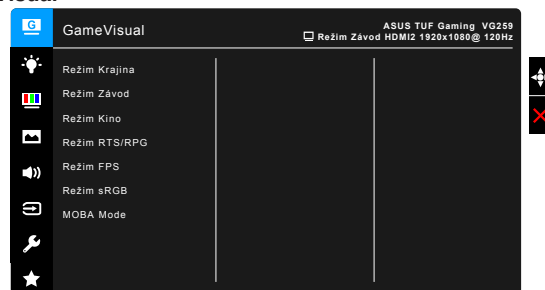 G
GameVisual
ASUS TUF Gaming VG259
Režim Závod HDMI2 1920x1080@ 120Hz
Režim Krajina
Režim Závod
Režim Kino
Režim RTS/RPG
Režim FPS
Režim sRGB
MOBA Mode